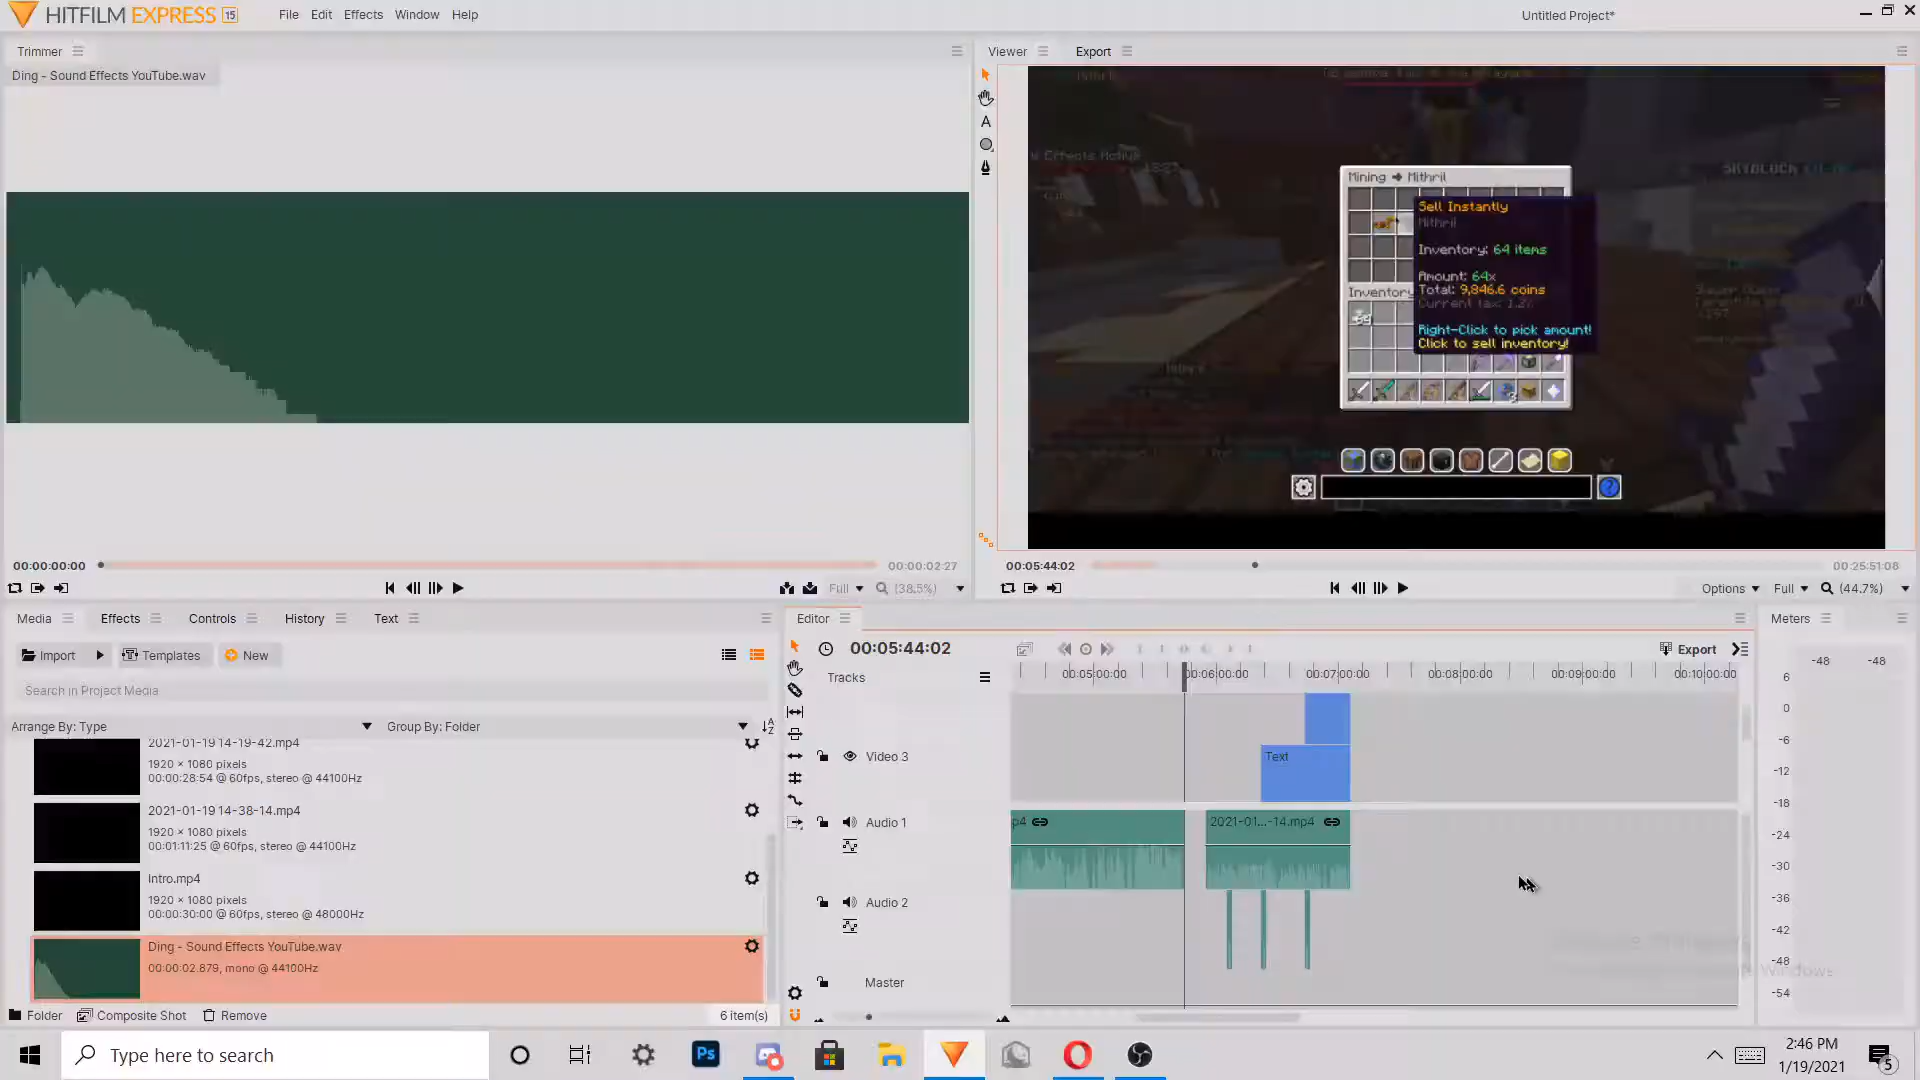 HITFILM EXPRESS 15
File Edit Effects Window Help
Untitled Project*
Trimmer
Ding - Sound Effects YouTube.wav
00:00:00:00
00:00:02:27
Full (38.5%)
Viewer Export
Mining Mithril
Sell Instantly
Mithril
Inventory: 64 items
Amount: 64x
Total: 9,846.6 coins
Current tax: 1.2%
Right-Click to pick amount!
Click to sell inventory!
Inventory
00:05:44:02
00:25:51:08
Options Full (44.7%)
Media Effects Controls History Text
Import Templates New
Search in Project Media
Arrange By: Type Group By: Folder
2021-01-19 14-19-42.mp4
1920 × 1080 pixels
00:00:28:54 @ 60fps, stereo @ 44100Hz
2021-01-19 14-38-14.mp4
1920 × 1080 pixels
00:01:11:25 @ 60fps, stereo @ 44100Hz
Intro.mp4
1920 × 1080 pixels
00:00:30:00 @ 60fps, stereo @ 48000Hz
Ding - Sound Effects YouTube.wav
00:00:02.879, mono @ 44100Hz
Folder Composite Shot Remove 6 item(s)
Editor
00:05:44:02
Export
Tracks
00:05:00:00 00:06:00:00 00:07:00:00 00:08:00:00 00:09:00:00 00:10:00:00
Video 3
Text
Audio 1
p4
2021-01...-14.mp4
Audio 2
Master
Meters
-48 -48
6
0
-6
-12
-18
-24
-30
-36
-42
-48
-54
Type here to search
Ps
2:46 PM
1/19/2021
5